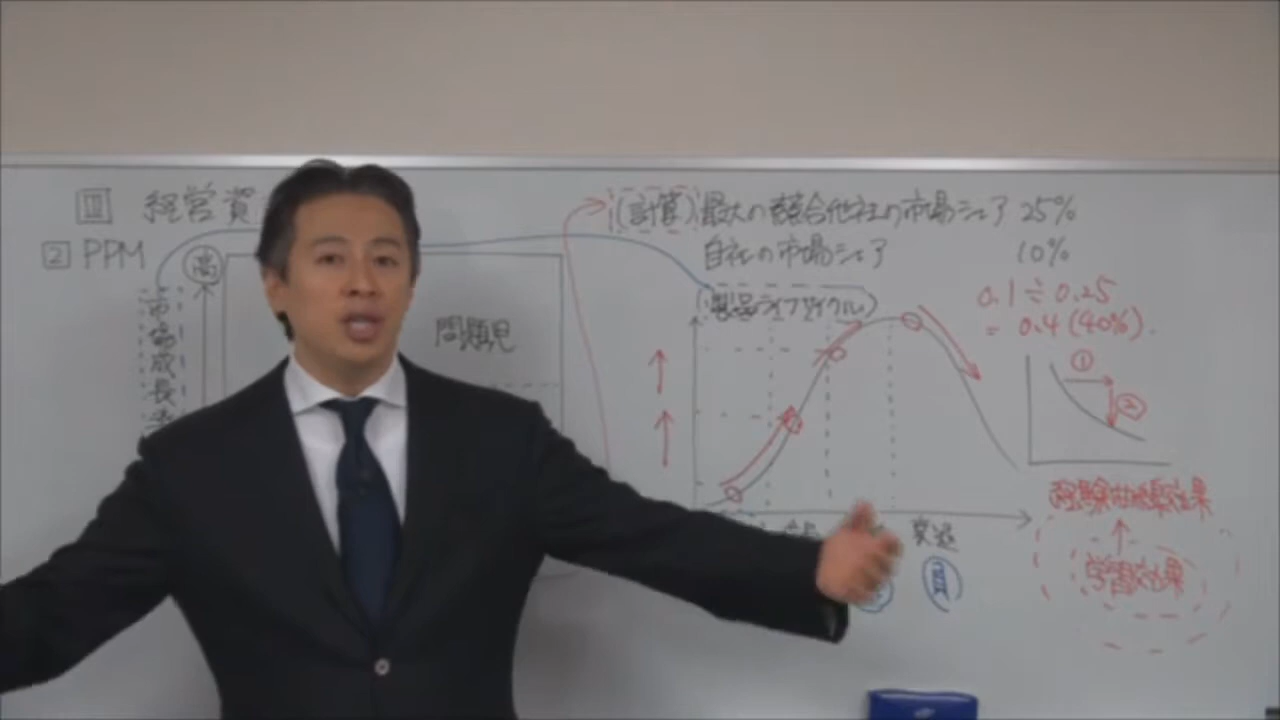 III 経営資
(計算) 最大の競合他社の市場シェア 25%
2 PPM
自社の市場シェア 10%
高
(製品ライフサイクル)
市場成長率
問題児
0.1÷0.25
=0.4(40%)
①
②
経験曲線効果
学習効果
衰退